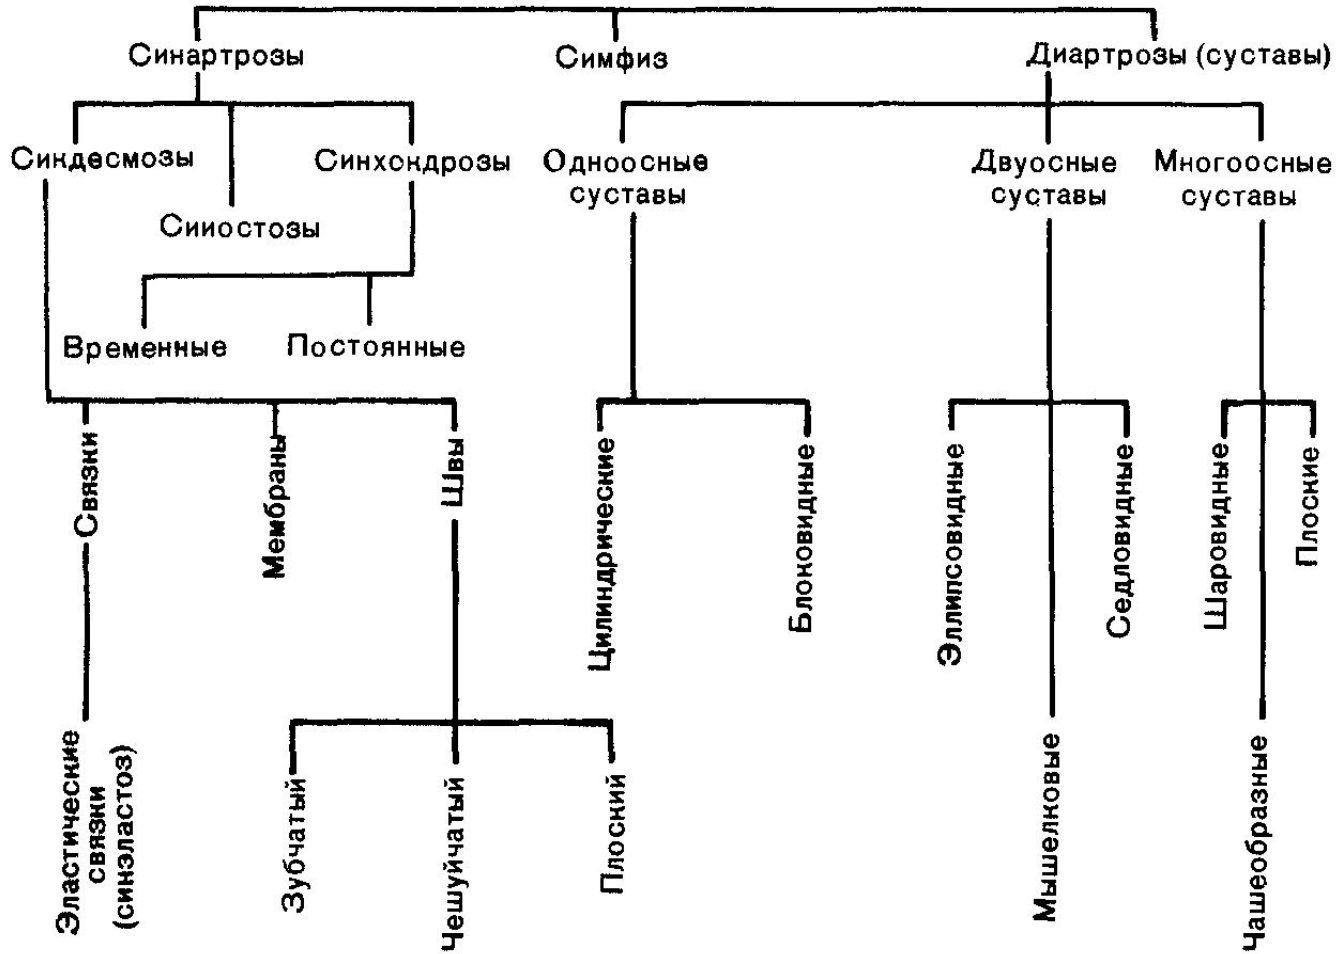 Синартрозы
Симфиз
Диартрозы (суставы)
Синдесмозы
Синхондрозы
Одноосные
суставы
Двуосные
суставы
Многоосные
суставы
Синостозы
Временные
Постоянные
Связки
Мембраны
Швы
Цилиндрические
Блоковидные
Эллипсовидные
Седловидные
Шаровидные
Плоские
Эластические
связки
(синэластоз)
Зубчатый
Чешуйчатый
Плоский
Мышелковые
Чашеобразные